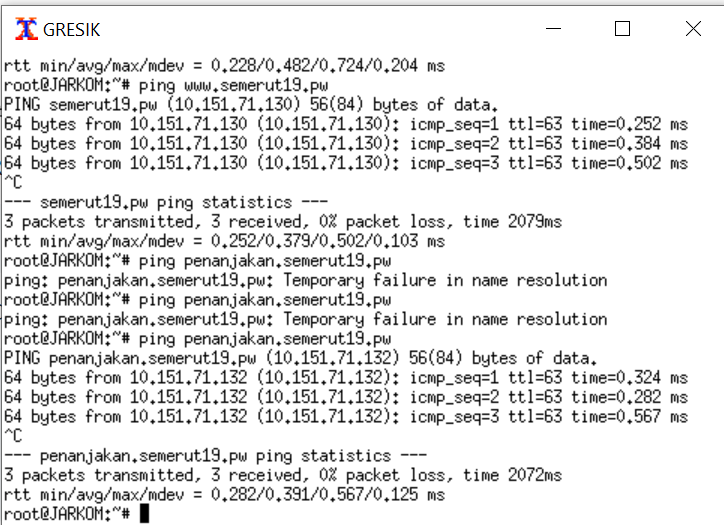 GRESIK
rtt min/avg/max/mdev = 0.228/0.482/0.724/0.204 ms
root@JARKOM:~# ping www.semerut19.pw
PING semerut19.pw (10.151.71.130) 56(84) bytes of data.
64 bytes from 10.151.71.130 (10.151.71.130): icmp_seq=1 ttl=63 time=0.252 ms
64 bytes from 10.151.71.130 (10.151.71.130): icmp_seq=2 ttl=63 time=0.384 ms
64 bytes from 10.151.71.130 (10.151.71.130): icmp_seq=3 ttl=63 time=0.502 ms
^C
--- semerut19.pw ping statistics ---
3 packets transmitted, 3 received, 0% packet loss, time 2079ms
rtt min/avg/max/mdev = 0.252/0.379/0.502/0.103 ms
root@JARKOM:~# ping penanjakan.semerut19.pw
ping: penanjakan.semerut19.pw: Temporary failure in name resolution
root@JARKOM:~# ping penanjakan.semerut19.pw
ping: penanjakan.semerut19.pw: Temporary failure in name resolution
root@JARKOM:~# ping penanjakan.semerut19.pw
PING penanjakan.semerut19.pw (10.151.71.132) 56(84) bytes of data.
64 bytes from 10.151.71.132 (10.151.71.132): icmp_seq=1 ttl=63 time=0.324 ms
64 bytes from 10.151.71.132 (10.151.71.132): icmp_seq=2 ttl=63 time=0.282 ms
64 bytes from 10.151.71.132 (10.151.71.132): icmp_seq=3 ttl=63 time=0.567 ms
^C
--- penanjakan.semerut19.pw ping statistics ---
3 packets transmitted, 3 received, 0% packet loss, time 2072ms
rtt min/avg/max/mdev = 0.282/0.391/0.567/0.125 ms
root@JARKOM:~#